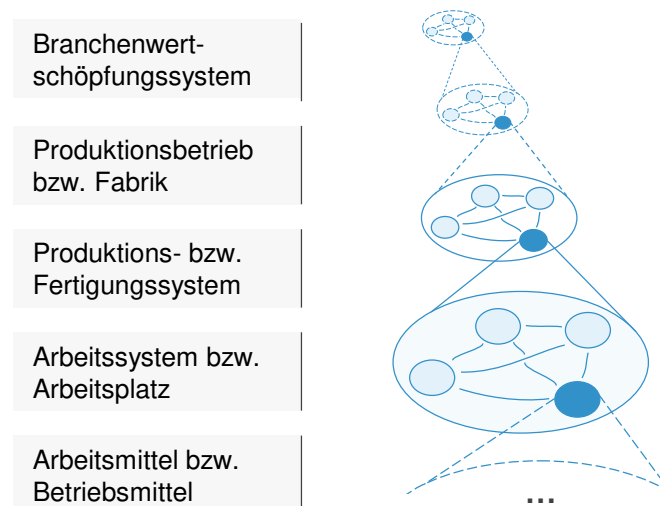 Branchenwert-
schöpfungssystem
Produktionsbetrieb
bzw. Fabrik
Produktions- bzw.
Fertigungssystem
Arbeitssystem bzw.
Arbeitsplatz
Arbeitsmittel bzw.
Betriebsmittel
...